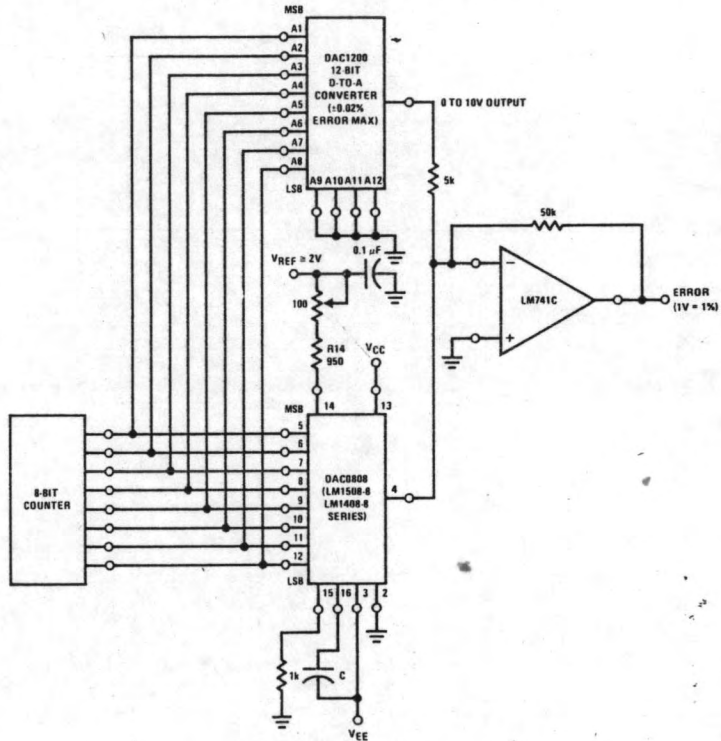 MSB
A1
A2
A3
A4
A5
A6
A7
A8
LSB
DAC1200
12-BIT
D-TO-A
CONVERTER
(±0.02%
ERROR MAX)
A9 A10 A11 A12
0 TO 10V OUTPUT
5k
50k
0.1 µF
VREF ≥ 2V
100
R14
950
VCC
−
+
LM741C
ERROR
(1V = 1%)
14
13
MSB
5
6
7
8
9
10
11
12
LSB
8-BIT
COUNTER
DAC0808
(LM1508-8
LM1408-8
SERIES)
4
15 16 3 2
1k
C
VEE